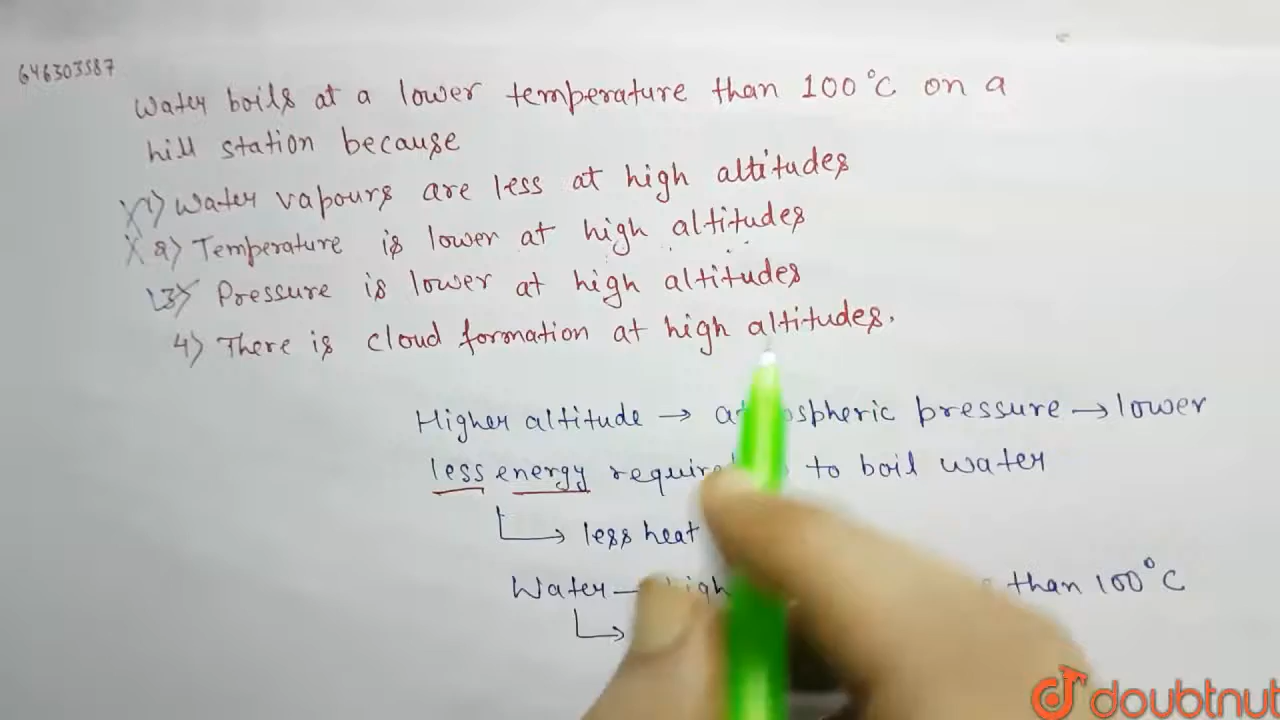 646303587
Water boils at a lower temperature than 100°C on a
hill station because
1) Water vapours are less at high altitudes
2) Temperature is lower at high altitudes
3) Pressure is lower at high altitudes
4) There is cloud formation at high altitudes.
Higher altitude → atmospheric pressure → lower
less energy required to boil water
less heat
Water – high than 100°C
doubtnut